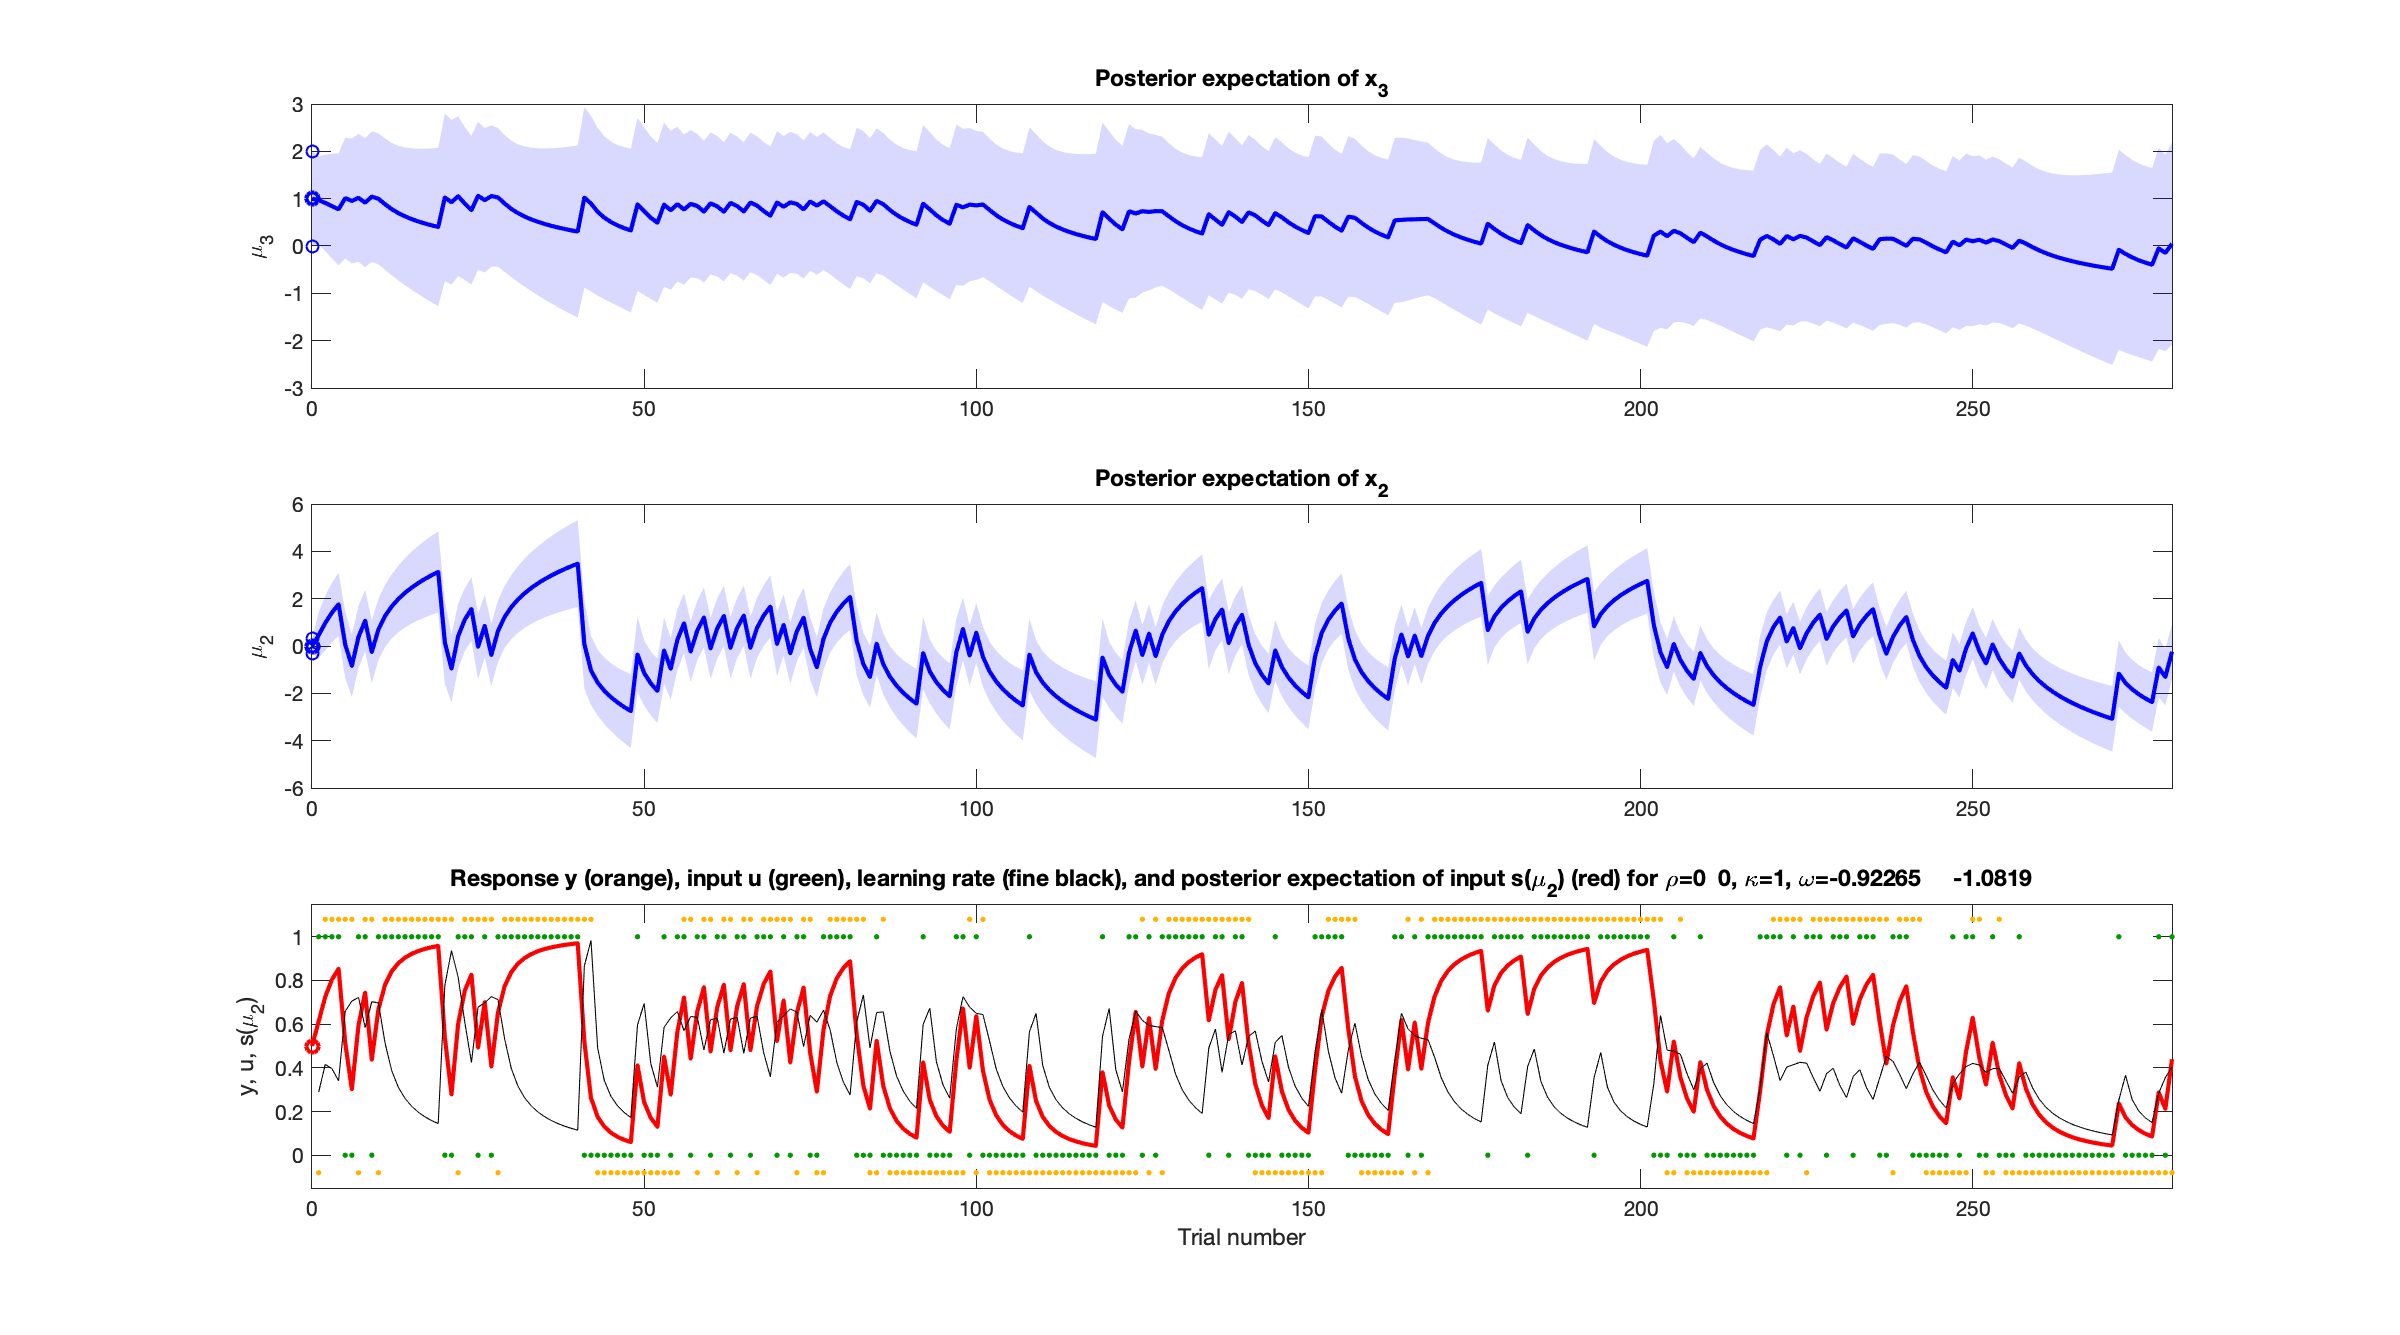 Posterior expectation of x3
3
2
1
0
-1
-2
-3
μ3
0 50 100 150 200 250
Posterior expectation of x2
6
4
2
0
-2
-4
-6
μ2
0 50 100 150 200 250
Response y (orange), input u (green), learning rate (fine black), and posterior expectation of input s(μ2) (red) for ρ=0 0, κ=1, ω=-0.92265 -1.0819
1
0.8
0.6
0.4
0.2
0
y, u, s(μ2)
0 50 100 150 200 250
Trial number